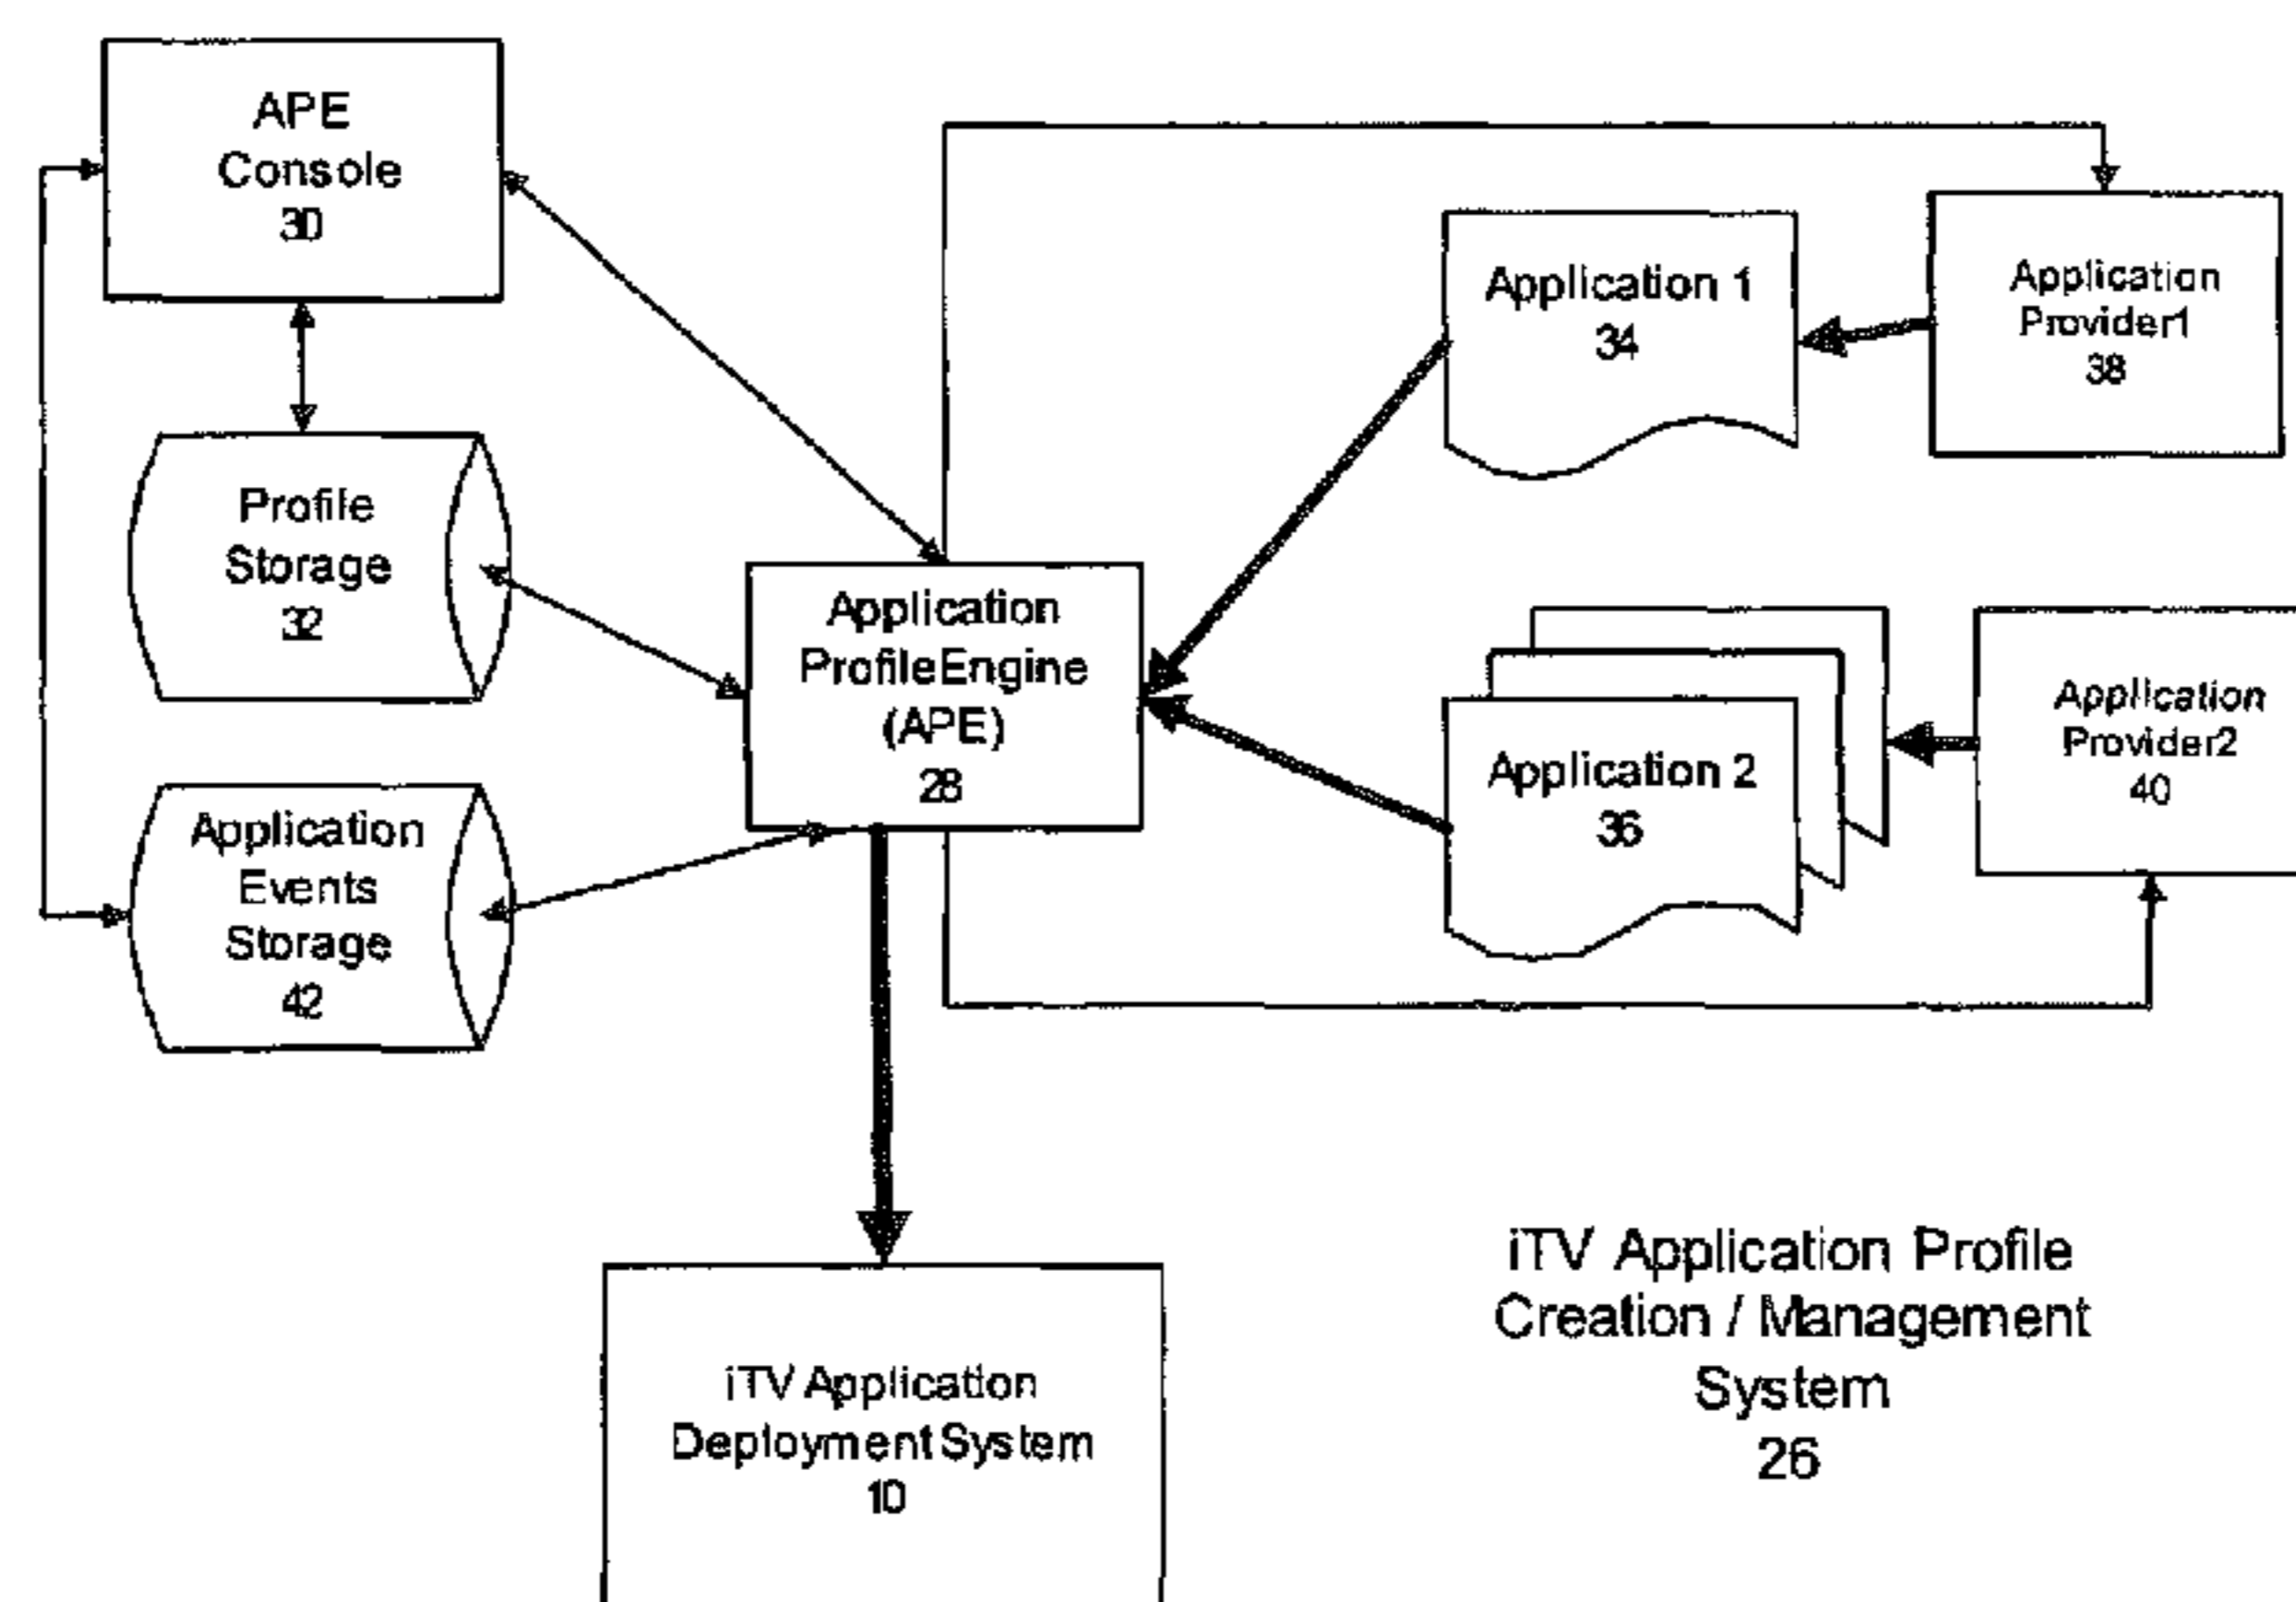 APE
Console
30
Profile
Storage
32
Application
Events
Storage
42
Application
ProfileEngine
(APE)
28
Application 1
34
Application
Provider1
38
Application 2
36
Application
Provider2
40
iTV Application
Deployment System
10
iTV Application Profile
Creation / Management
System
26